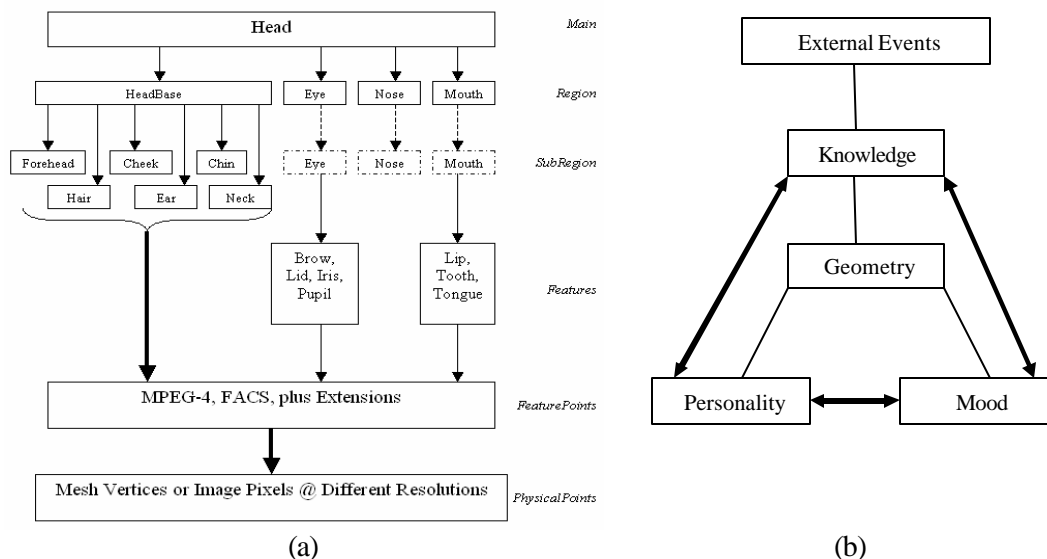 Head
Main
HeadBase
Eye
Nose
Mouth
Region
Forehead
Cheek
Chin
Eye
Nose
Mouth
SubRegion
Hair
Ear
Neck
Brow,
Lid, Iris,
Pupil
Lip,
Tooth,
Tongue
Features
MPEG-4, FACS, plus Extensions
FeaturePoints
Mesh Vertices or Image Pixels @ Different Resolutions
PhysicalPoints
(a)
External Events
Knowledge
Geometry
Personality
Mood
(b)